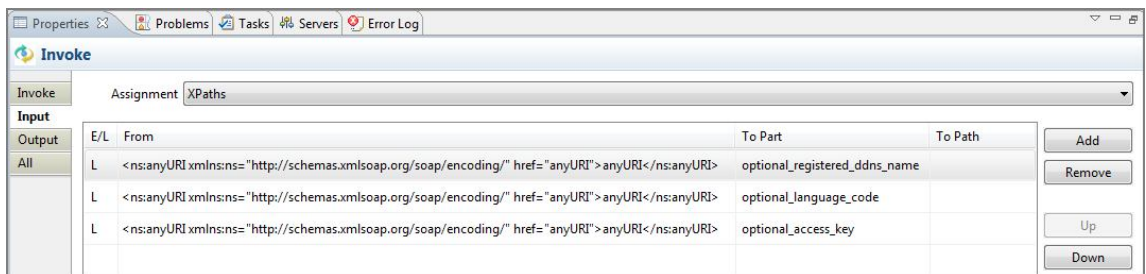 Properties Problems Tasks Servers Error Log
Invoke
Invoke
Assignment XPaths
Input
Output
All
E/L From To Part To Path
L <ns:anyURI xmlns:ns="http://schemas.xmlsoap.org/soap/encoding/" href="anyURI">anyURI</ns:anyURI> optional_registered_ddns_name
L <ns:anyURI xmlns:ns="http://schemas.xmlsoap.org/soap/encoding/" href="anyURI">anyURI</ns:anyURI> optional_language_code
L <ns:anyURI xmlns:ns="http://schemas.xmlsoap.org/soap/encoding/" href="anyURI">anyURI</ns:anyURI> optional_access_key
Add
Remove
Up
Down